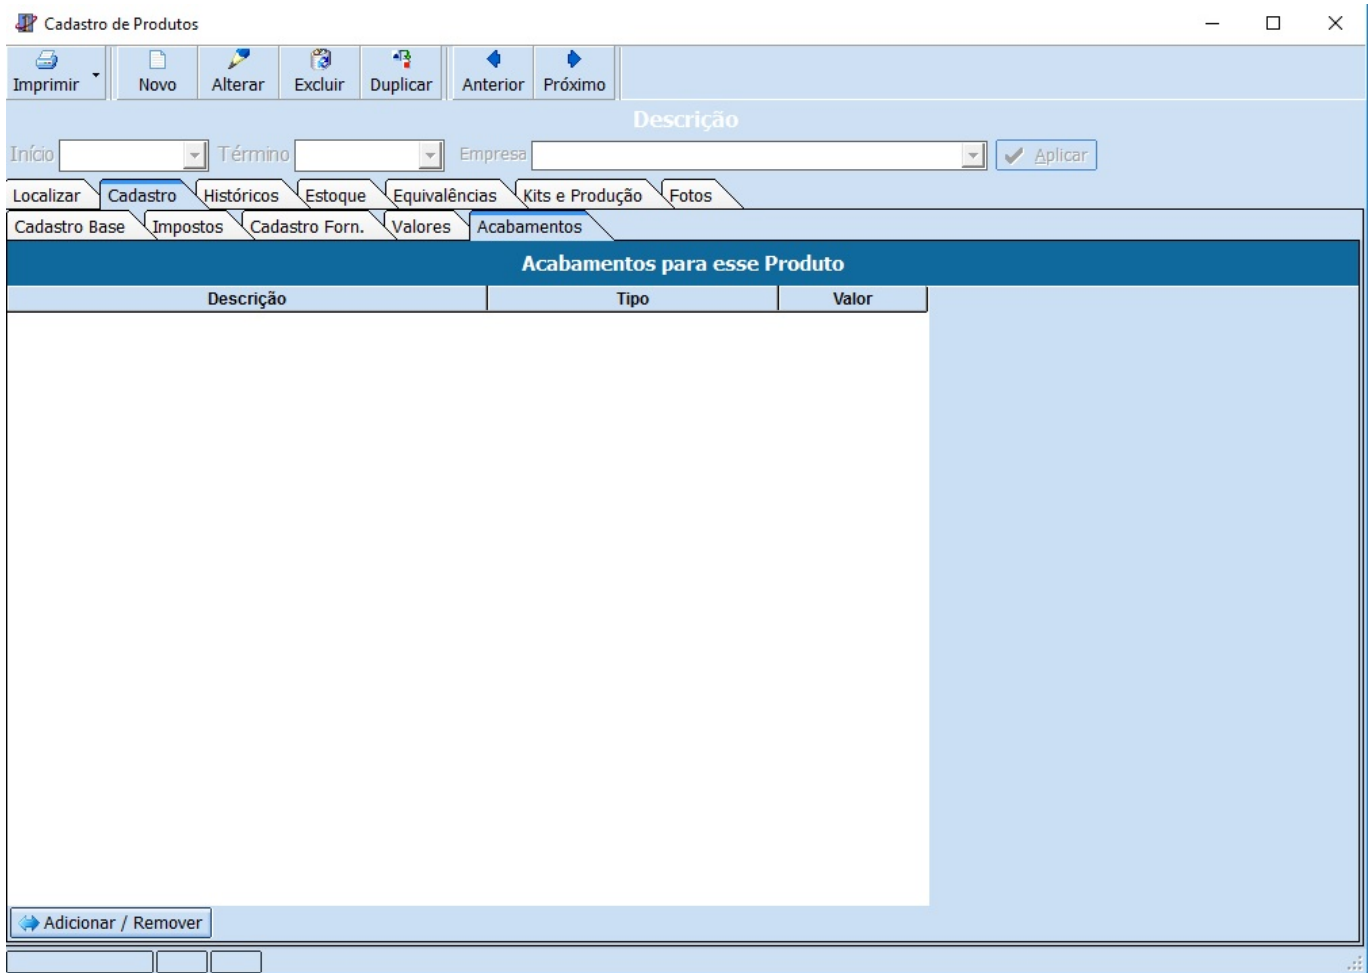 Cadastro de Produtos
Imprimir Novo Alterar Excluir Duplicar Anterior Próximo
Descrição
Início Término Empresa Aplicar
Localizar Cadastro Históricos Estoque Equivalências Kits e Produção Fotos
Cadastro Base Impostos Cadastro Forn. Valores Acabamentos
Acabamentos para esse Produto
Descrição Tipo Valor
Adicionar / Remover